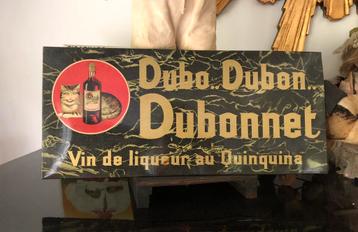 Dubo.. Dubon..
Dubonnet
Vin de liqueur au Quinquina